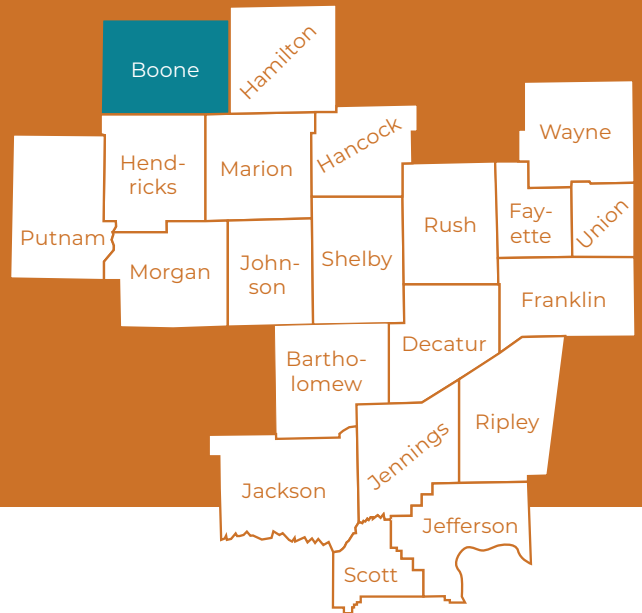 Hamilton
Boone
Hancock
Wayne
Hend-
ricks
Marion
Putnam
Rush
Fay-
ette
Union
Morgan
John-
son
Shelby
Franklin
Bartho-
lomew
Decatur
Jennings
Ripley
Jackson
Jefferson
Scott